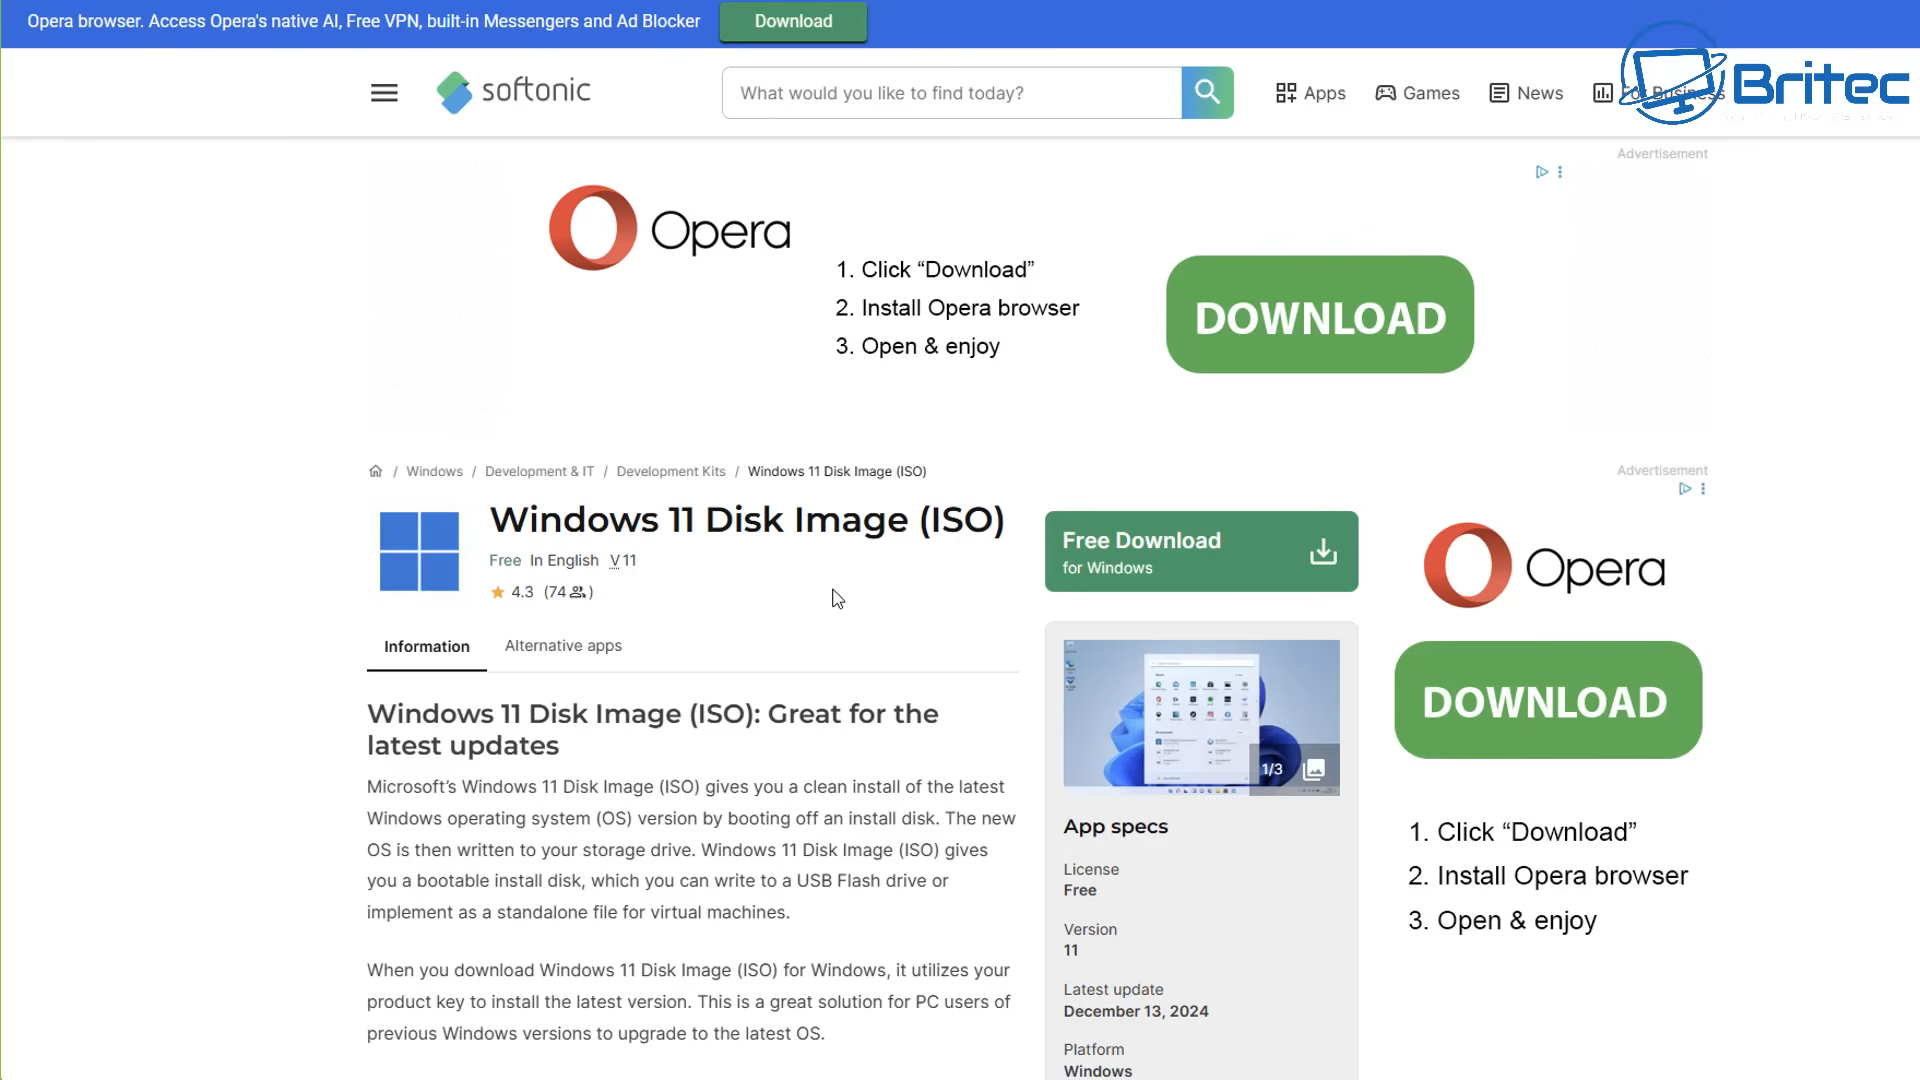 Opera browser. Access Opera's native AI, Free VPN, built-in Messengers and Ad Blocker
Download
softonic
What would you like to find today?
Apps
Games
News
For Business
Britec
Advertisement
Opera
1. Click “Download”
2. Install Opera browser
3. Open & enjoy
DOWNLOAD
/ Windows / Development & IT / Development Kits / Windows 11 Disk Image (ISO)
Advertisement
Windows 11 Disk Image (ISO)
Free In English V 11
4.3 (74)
Free Download
for Windows
Opera
DOWNLOAD
1. Click “Download”
2. Install Opera browser
3. Open & enjoy
Information
Alternative apps
Windows 11 Disk Image (ISO): Great for the
latest updates
Microsoft’s Windows 11 Disk Image (ISO) gives you a clean install of the latest
Windows operating system (OS) version by booting off an install disk. The new
OS is then written to your storage drive. Windows 11 Disk Image (ISO) gives
you a bootable install disk, which you can write to a USB Flash drive or
implement as a standalone file for virtual machines.
When you download Windows 11 Disk Image (ISO) for Windows, it utilizes your
product key to install the latest version. This is a great solution for PC users of
previous Windows versions to upgrade to the latest OS.
1/3
App specs
License
Free
Version
11
Latest update
December 13, 2024
Platform
Windows